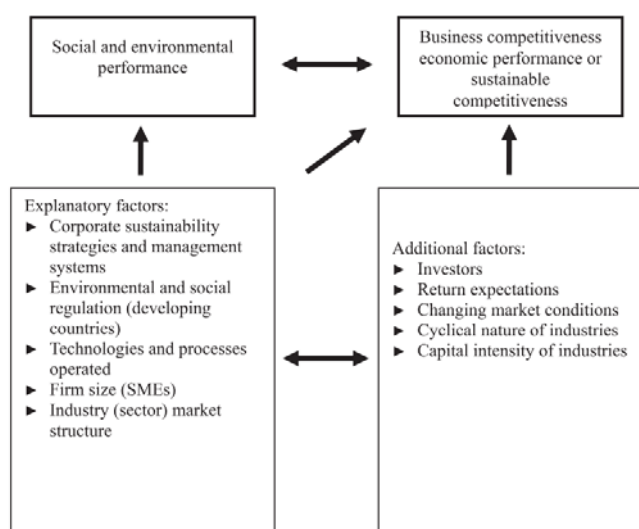 Social and environmental
performance
Business competitiveness
economic performance or
sustainable
competitiveness
Explanatory factors:
► Corporate sustainability
strategies and management
systems
► Environmental and social
regulation (developing
countries)
► Technologies and processes
operated
► Firm size (SMEs)
► Industry (sector) market
structure
Additional factors:
► Investors
► Return expectations
► Changing market conditions
► Cyclical nature of industries
► Capital intensity of industries